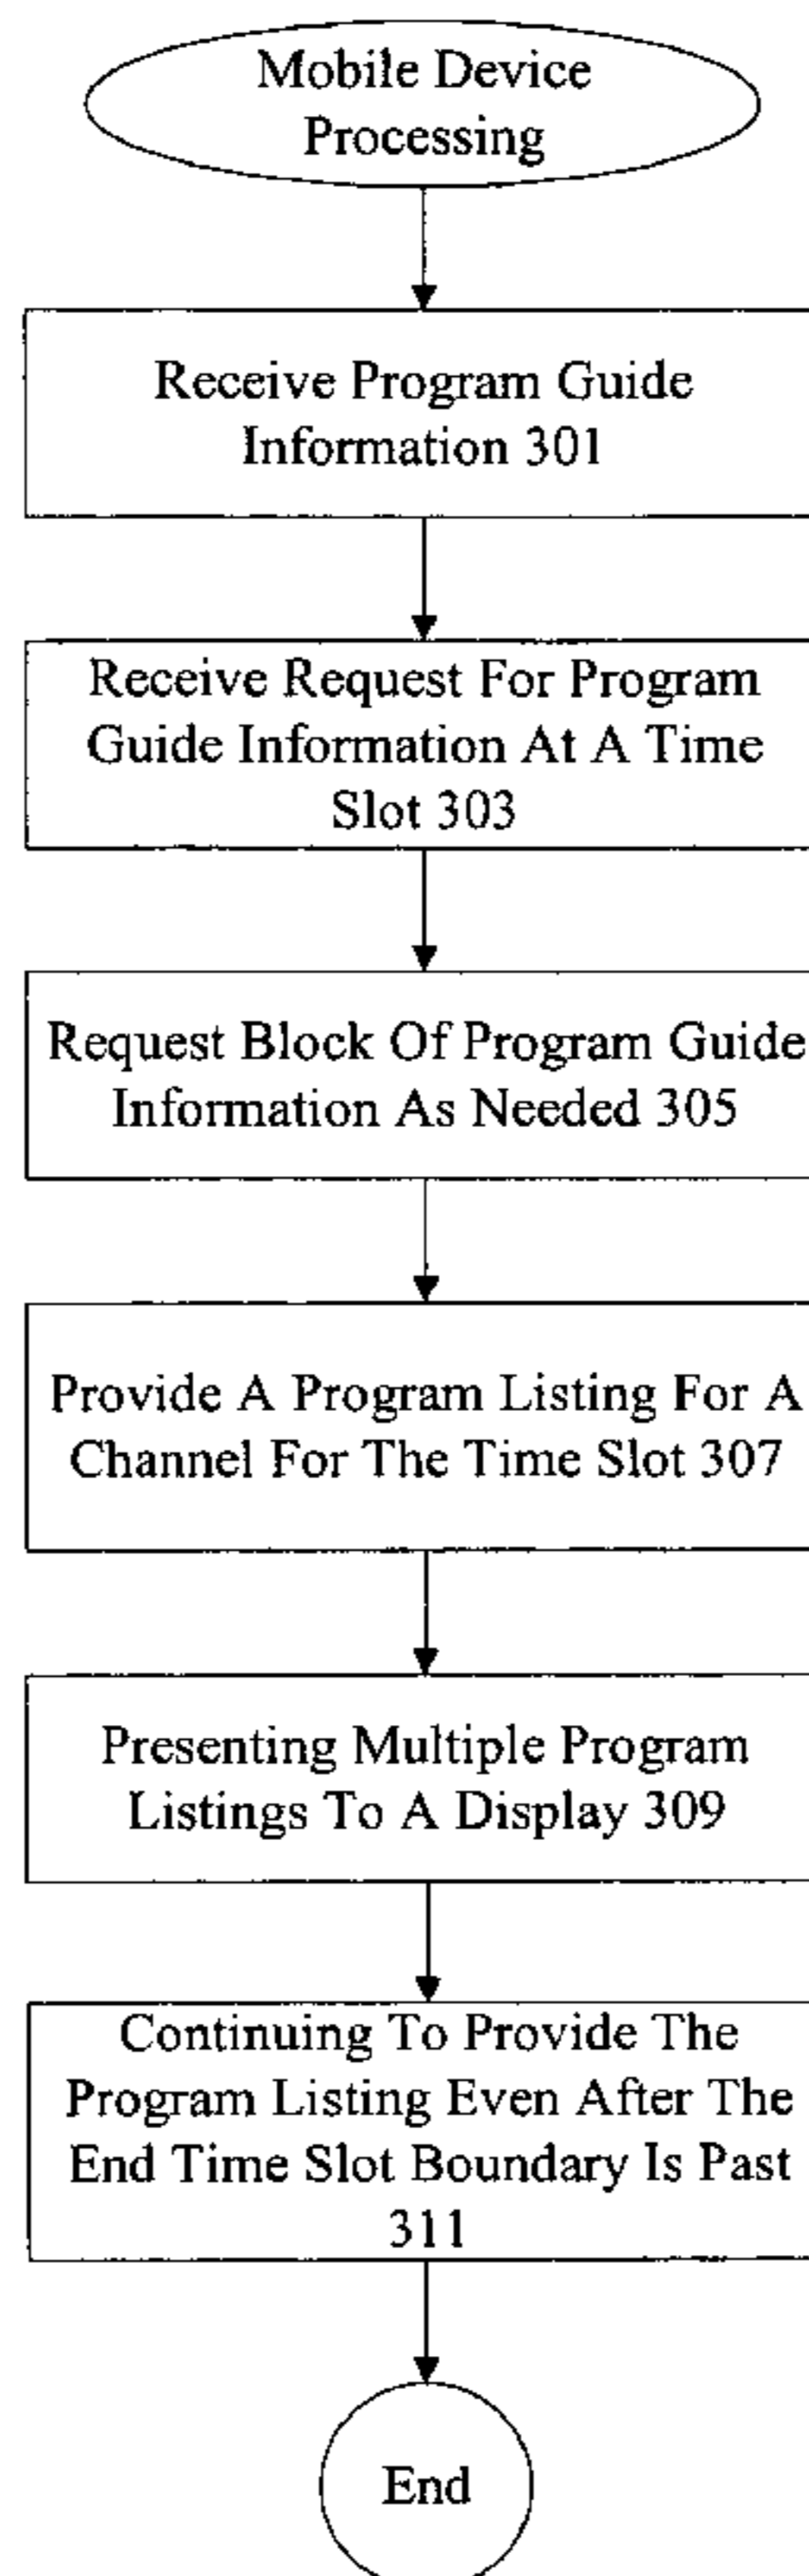 Mobile Device
Processing
Receive Program Guide
Information 301
Receive Request For Program
Guide Information At A Time
Slot 303
Request Block Of Program Guide
Information As Needed 305
Provide A Program Listing For A
Channel For The Time Slot 307
Presenting Multiple Program
Listings To A Display 309
Continuing To Provide The
Program Listing Even After The
End Time Slot Boundary Is Past
311
End